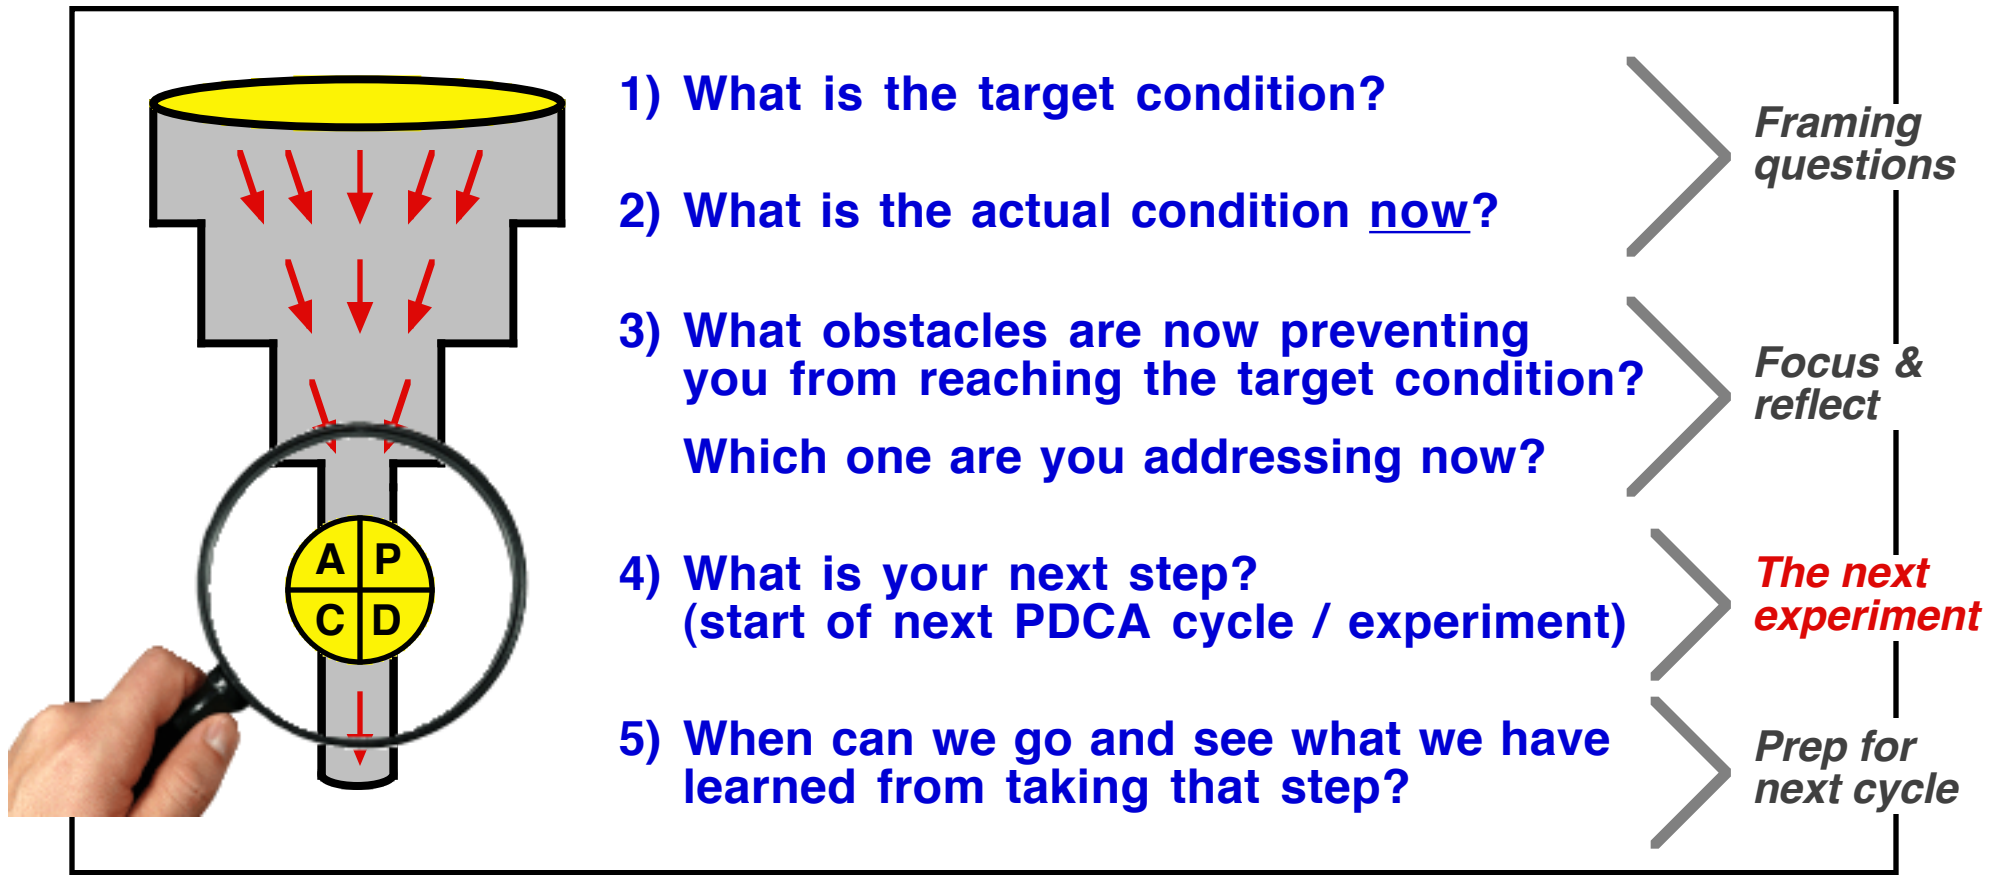 1) What is the target condition?
2) What is the actual condition now?
Framing
questions
3) What obstacles are now preventing
you from reaching the target condition?
Which one are you addressing now?
Focus &
reflect
4) What is your next step?
(start of next PDCA cycle / experiment)
The next
experiment
5) When can we go and see what we have
learned from taking that step?
Prep for
next cycle
A P
C D